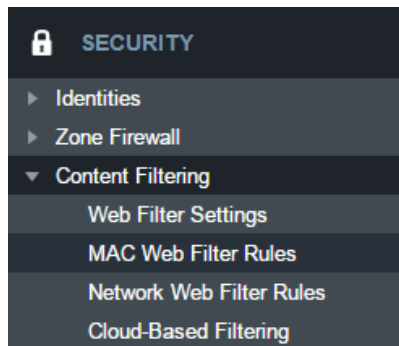 SECURITY
Identities
Zone Firewall
Content Filtering
Web Filter Settings
MAC Web Filter Rules
Network Web Filter Rules
Cloud-Based Filtering